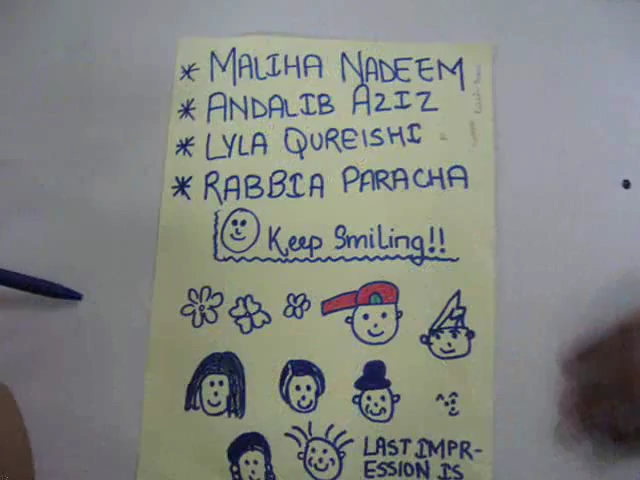 * MALIHA NADEEM
* ANDALIB AZIZ
* LYLA QUREISHI
* RABBIA PARACHA
Keep Smiling!!
LAST IMPR-
ESSION IS